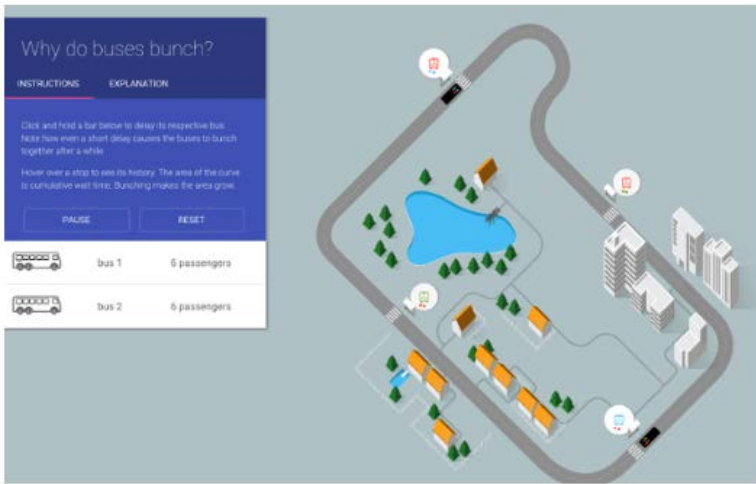 Why do buses bunch?
INSTRUCTIONS EXPLANATION
Click and hold a bar below to delay its respective bus.
Note how even a short delay causes the buses to bunch
together after a while.
Hover over a stop to see its history. The area of the curve
is cumulative wait time. Bunching makes the area grow.
PAUSE RESET
bus 1 6 passengers
bus 2 6 passengers